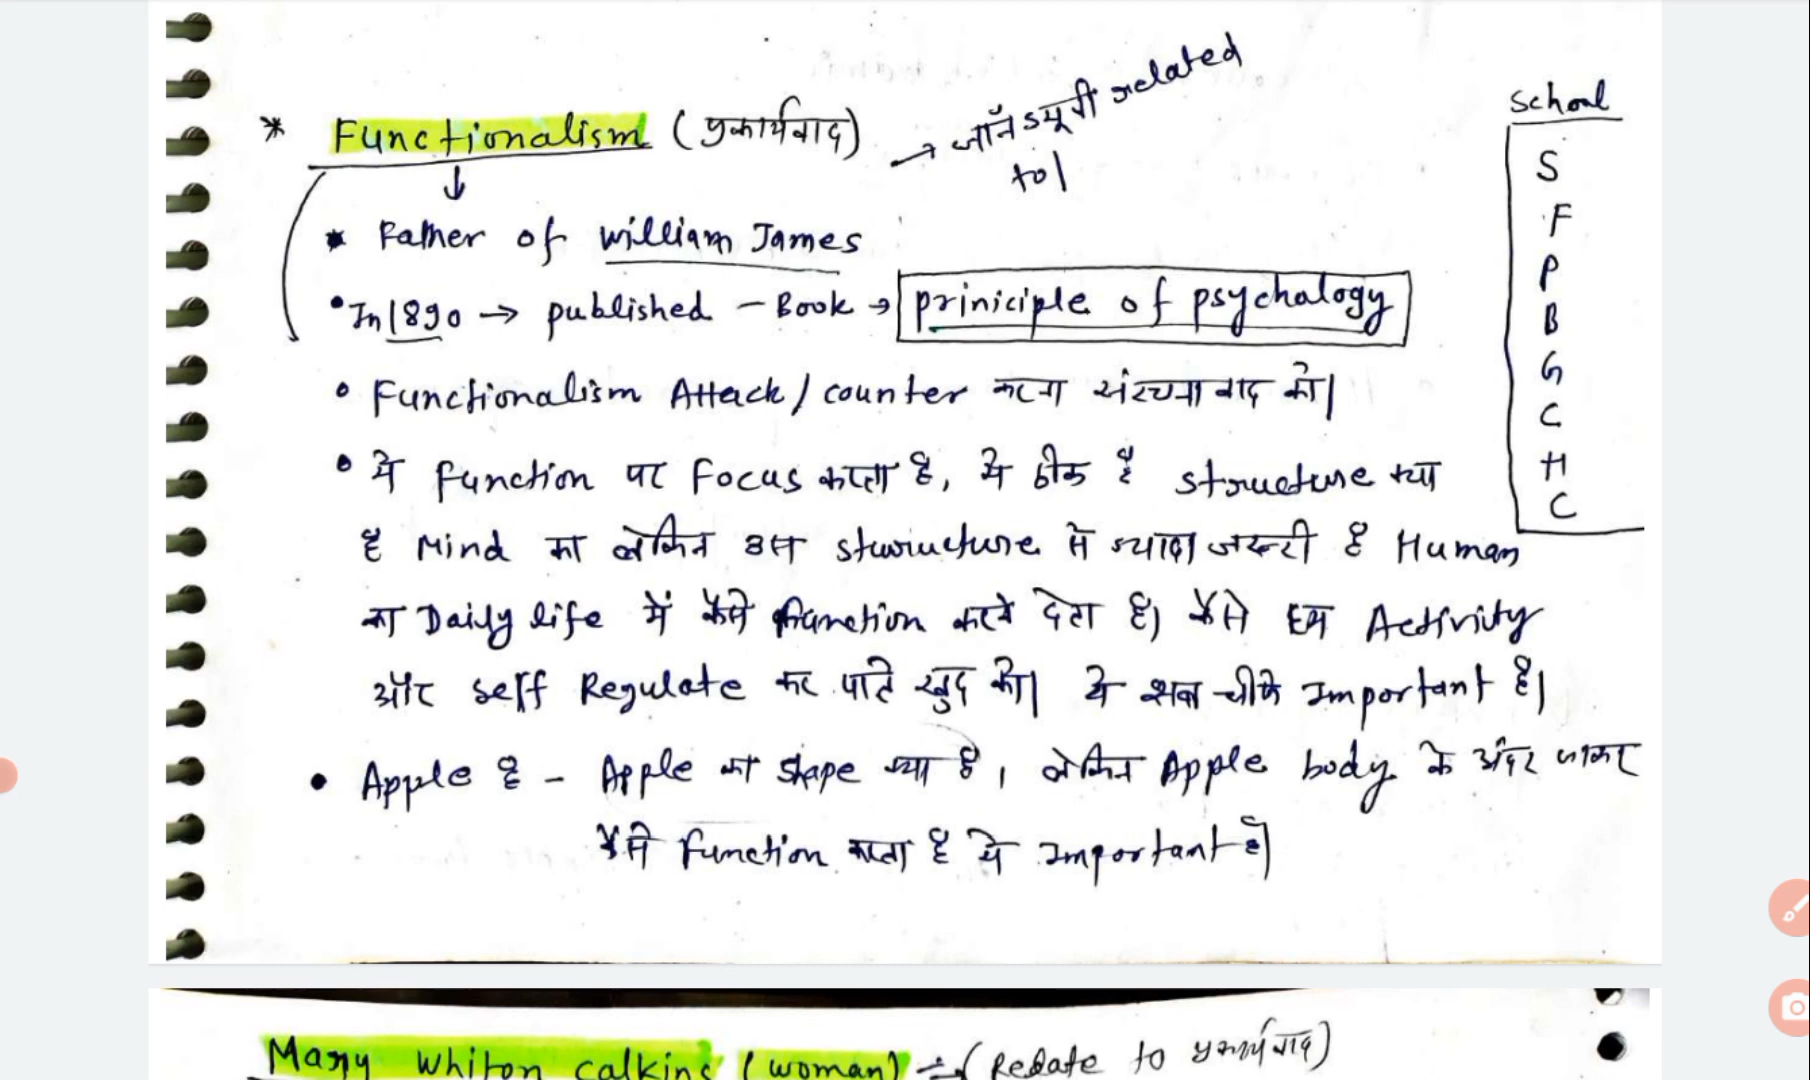 * Functionalism (प्रकार्यवाद) → जॉन ड्यूवी related to।
↓
* Father of William James
• In 1890 → published – Book → priniciple of psychalogy
• Functionalism Attack / counter करना संरचनावाद को।
• ये function पर Focus करता है, ये ठीक है structure क्या
है Mind का लेकिन उस struructure से ज्यादा जरूरी है Human
का Daily life में कैसे function करने देता है। कैसे हम Activity
और self Regulate कर पाते खुद को। ये सब चीजे Important है।
• Apple है – Apple का shape क्या है, लेकिन Apple body के अंदर जाकर
कैसे function करता है ये Important है।
School
S
F
P
B
G
C
H
C
Mary whiton calkins (woman) → (Relate to प्रकार्यवाद)